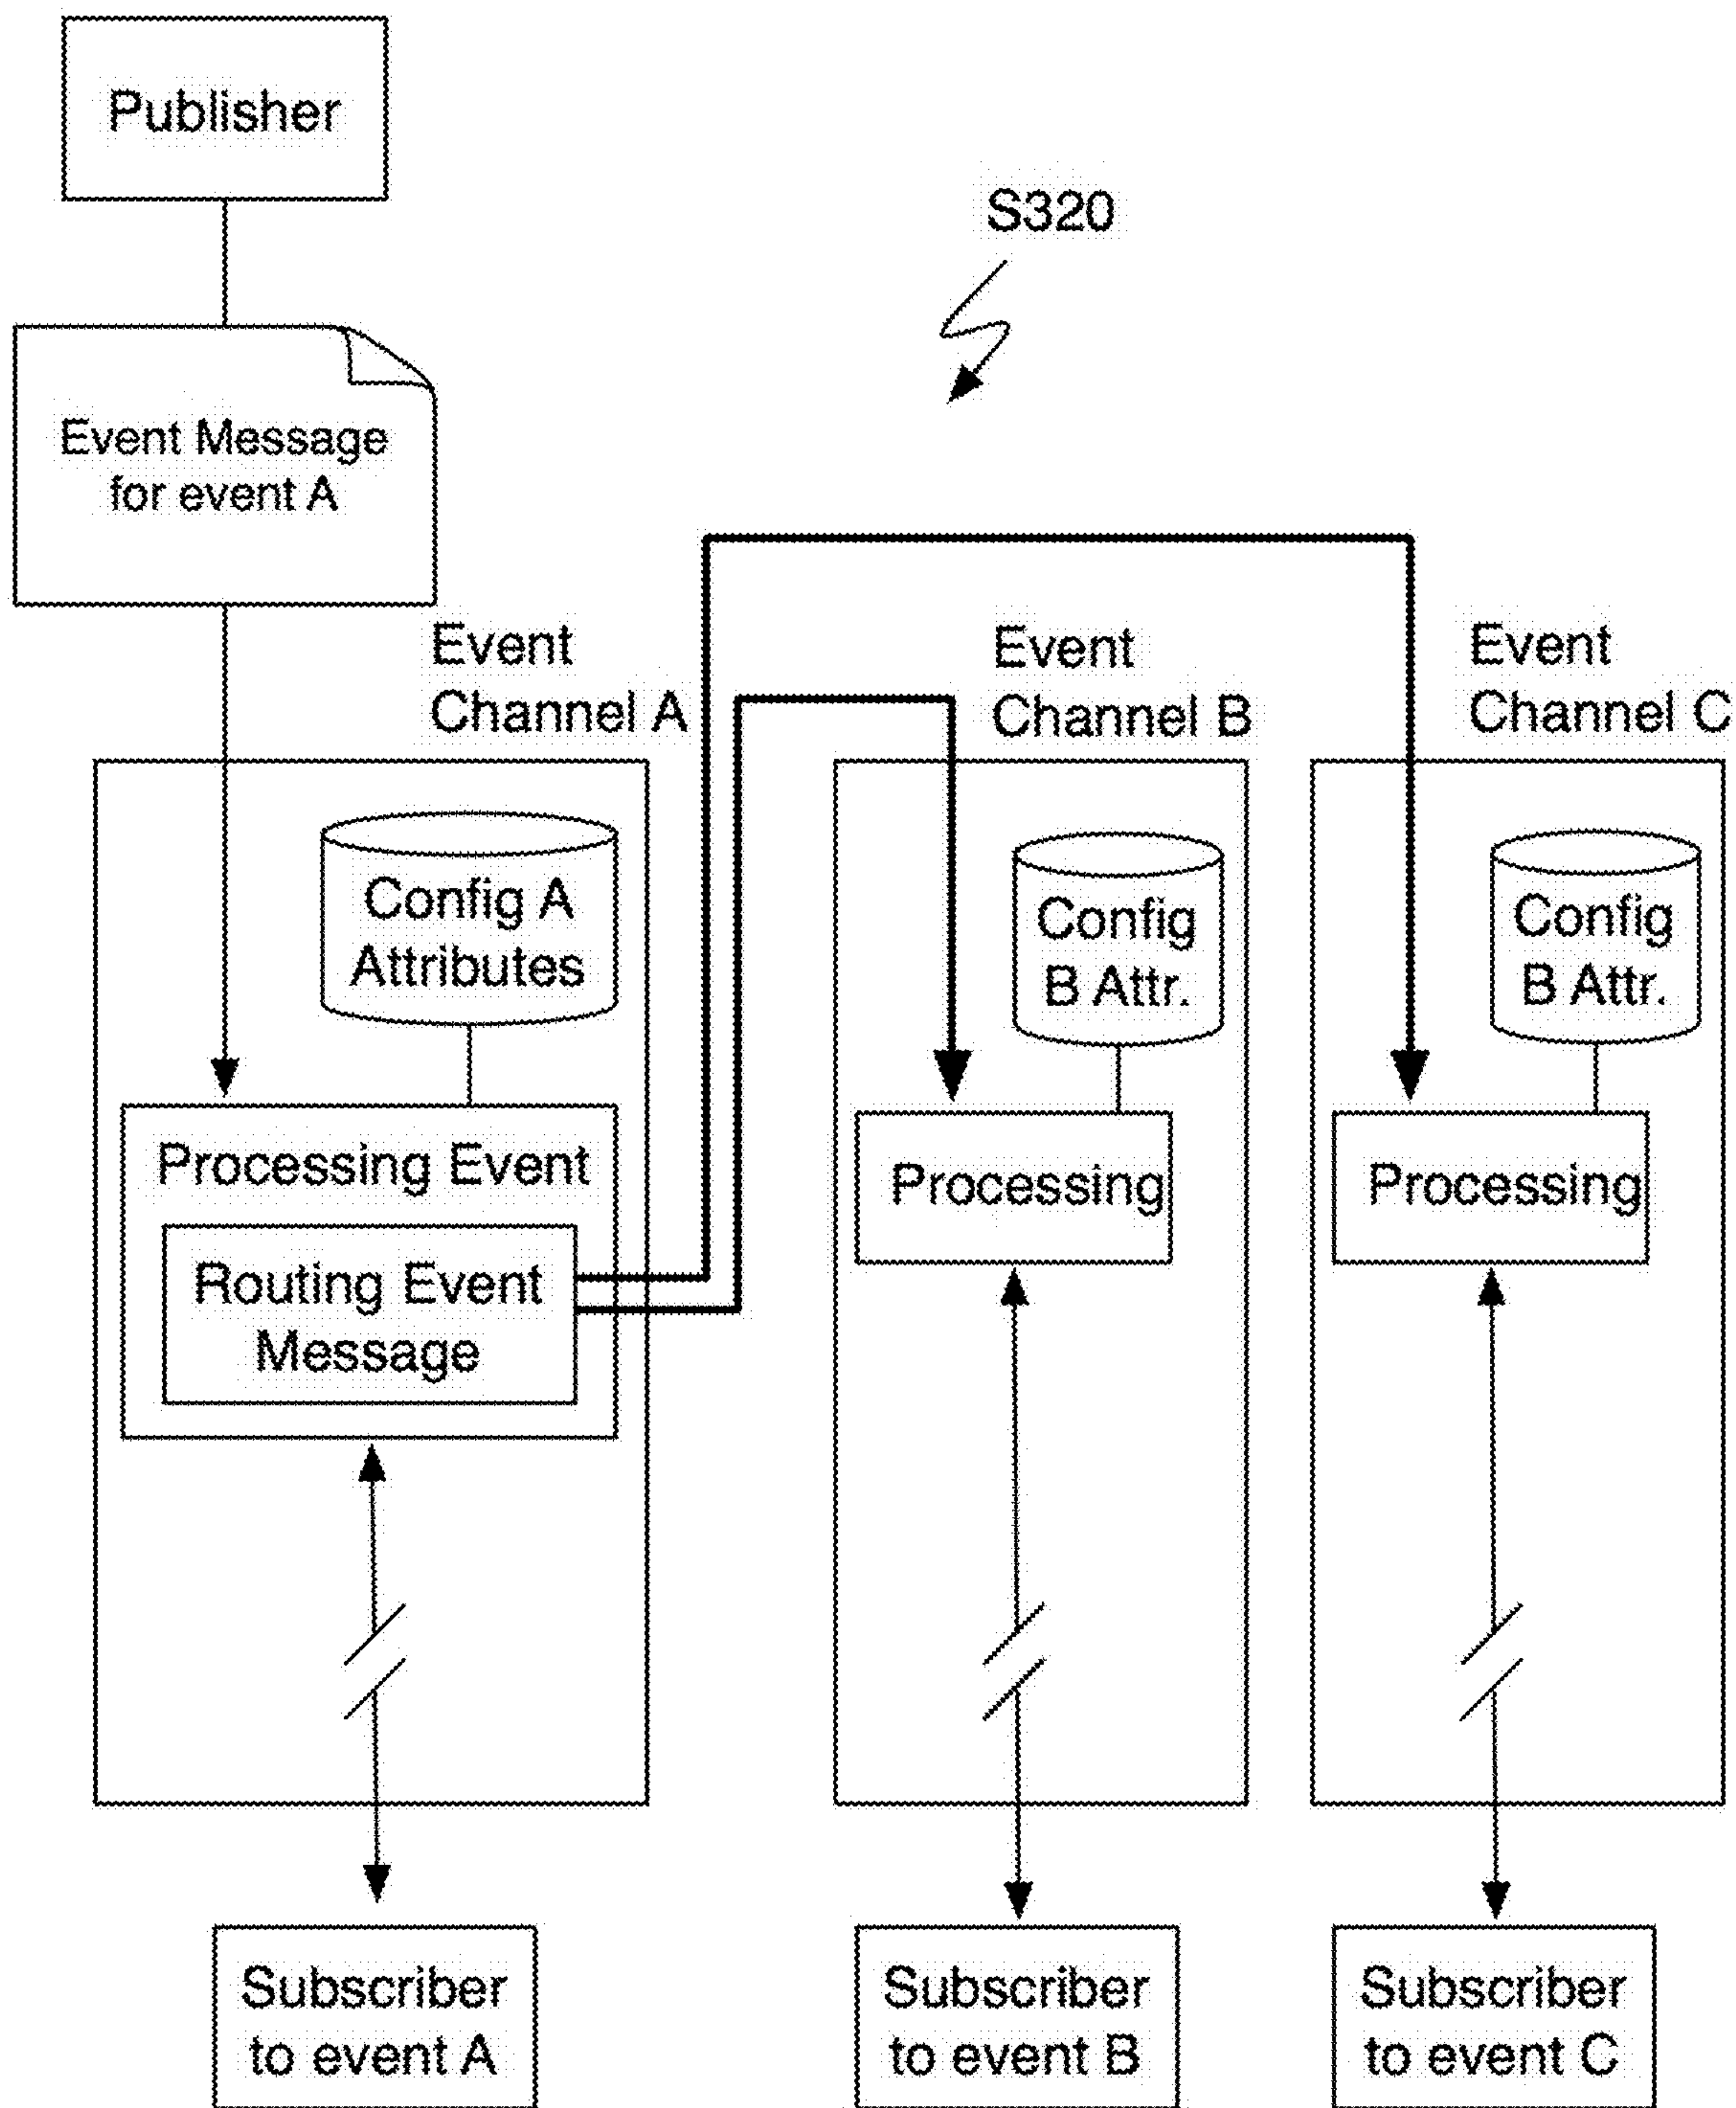 Publisher
S320
Event Message
for event A
Event
Channel A
Event
Channel B
Event
Channel C
Config A
Attributes
Config
B Attr.
Config
B Attr.
Processing Event
Routing Event
Message
Processing
Processing
Subscriber
to event A
Subscriber
to event B
Subscriber
to event C